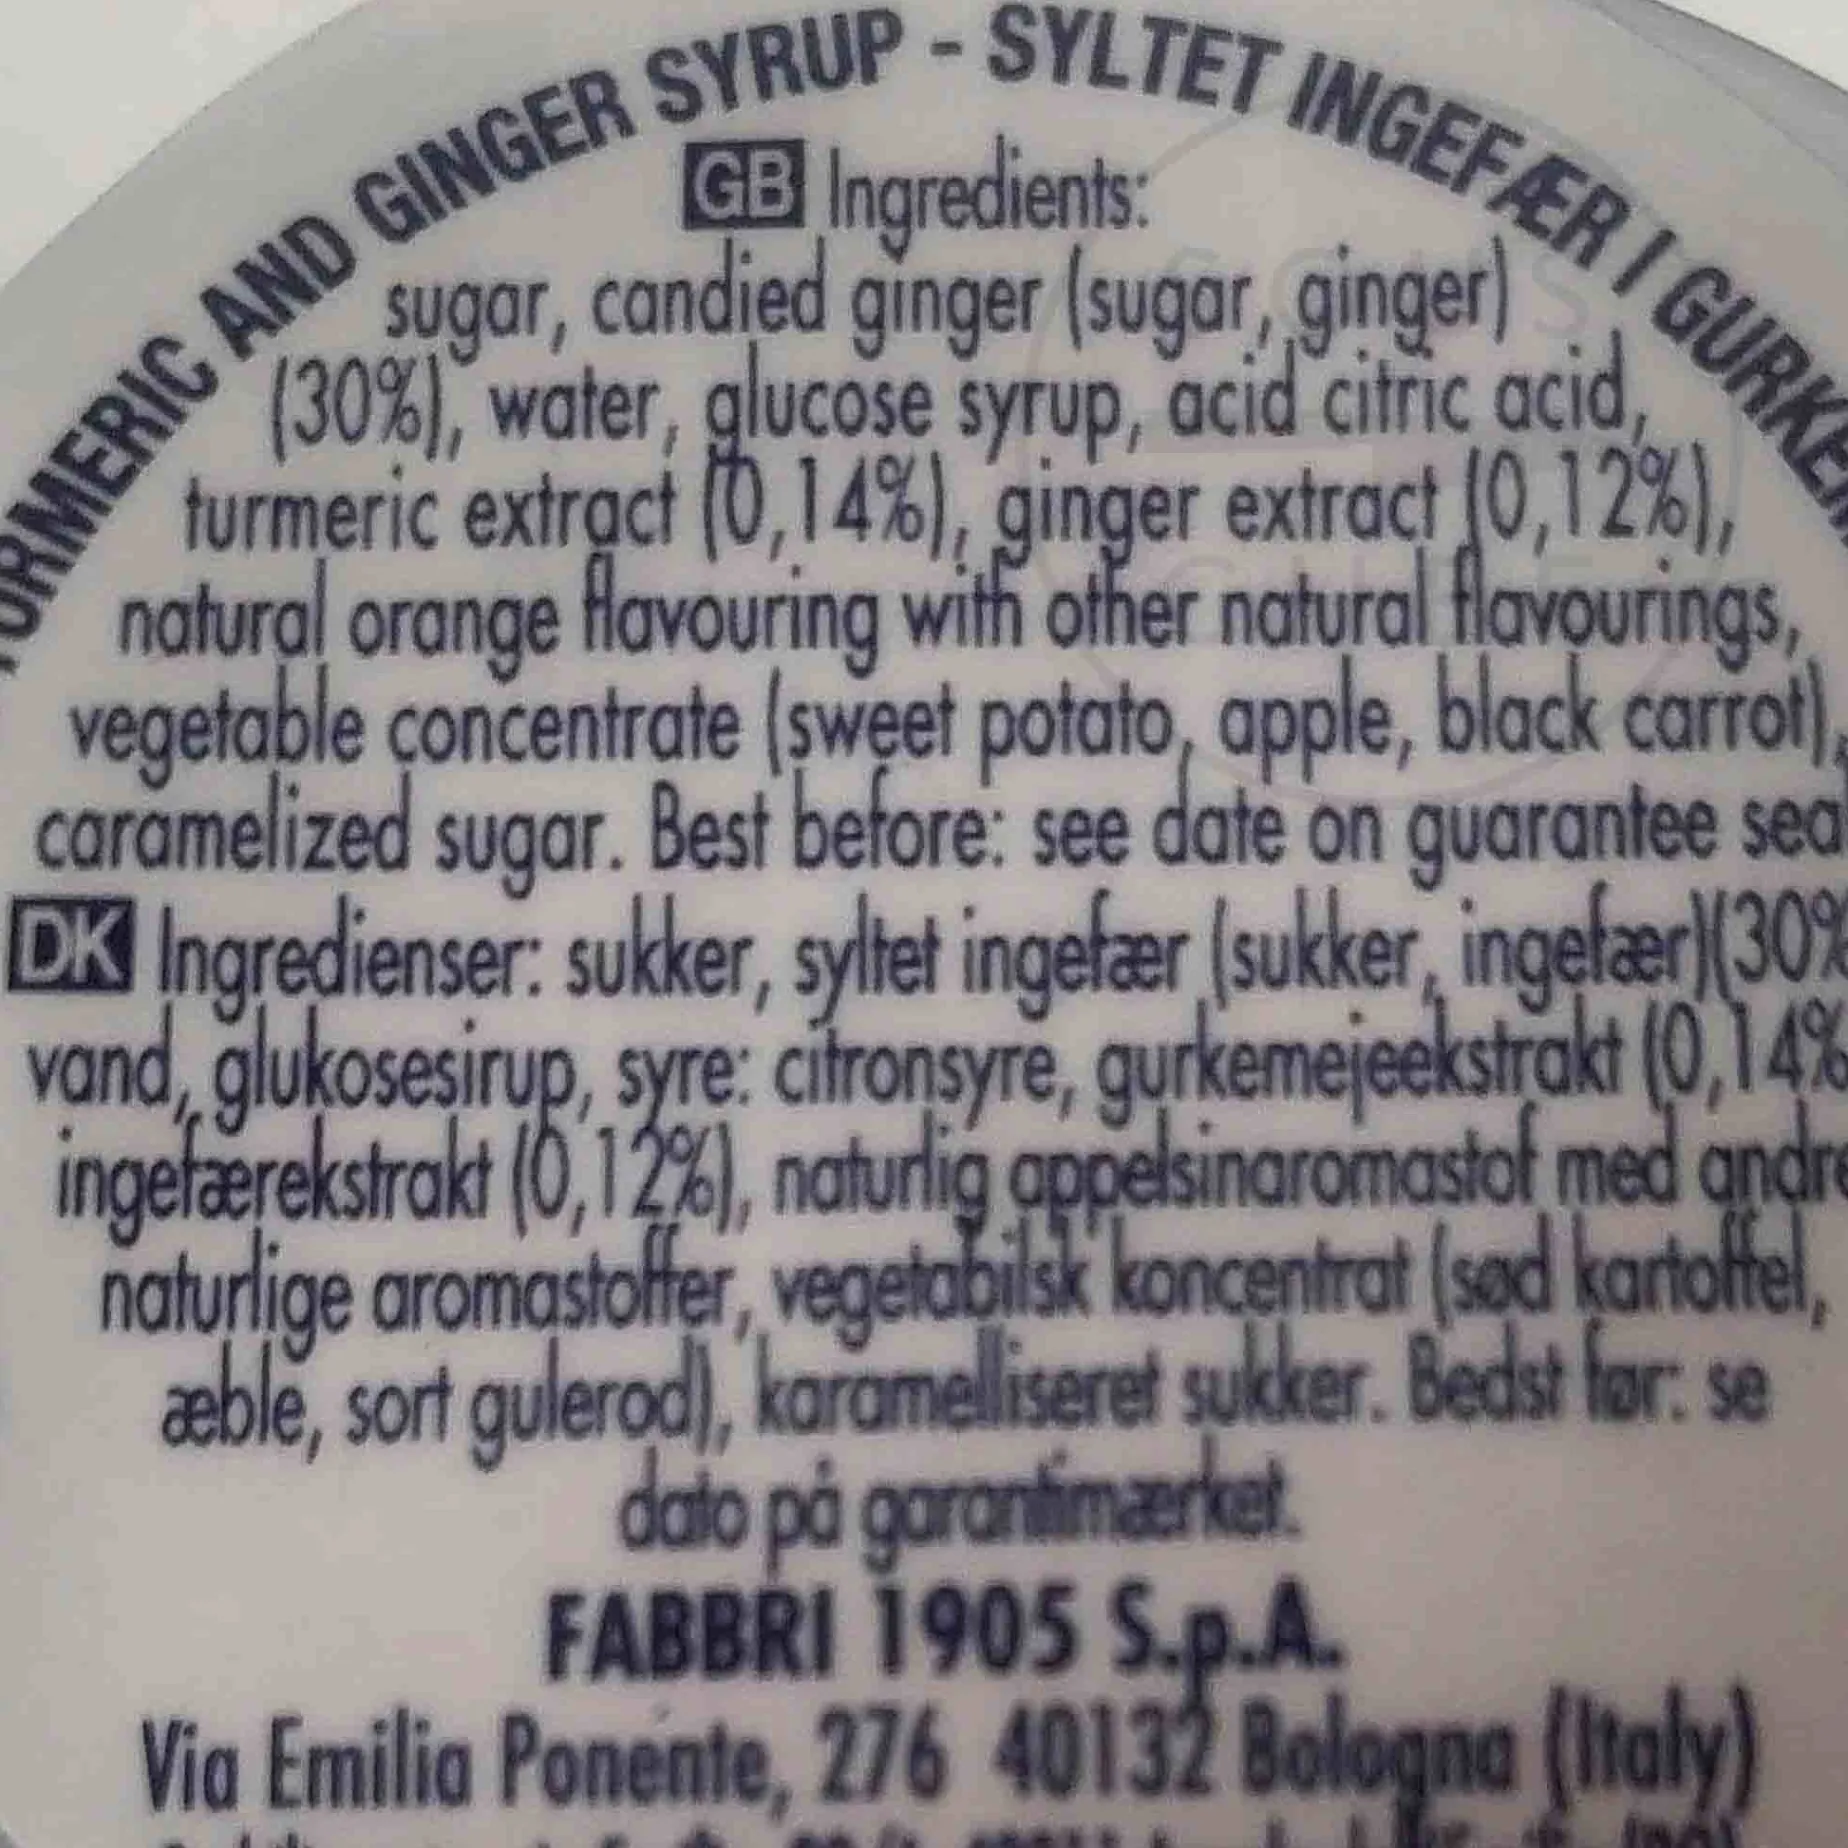 TURMERIC AND GINGER SYRUP - SYLTET INGEFÆR I
GB Ingredients:
sugar, candied ginger (sugar, ginger)
(30%), water, glucose syrup, acid citric acid,
turmeric extract (0,14%), ginger extract (0,12%),
natural orange flavouring with other natural flavourings,
vegetable concentrate (sweet potato, apple, black carrot),
caramelized sugar. Best before: see date on guarantee sea
DK Ingredienser: sukker, syltet ingefær (sukker, ingefær)(30%
vand, glukosesirup, syre: citronsyre, gurkemejeekstrakt (0,14%
ingefærekstrakt (0,12%), naturlig appelsinaromastof med andre
naturlige aromastoffer, vegetabilsk koncentrat (sød kartoffel,
æble, sort gulerod), karamelliseret sukker. Bedst før: se
dato på garantimærket.
FABBRI 1905 S.p.A.
Via Emilia Ponente, 276 40132 Bologna (Italy)